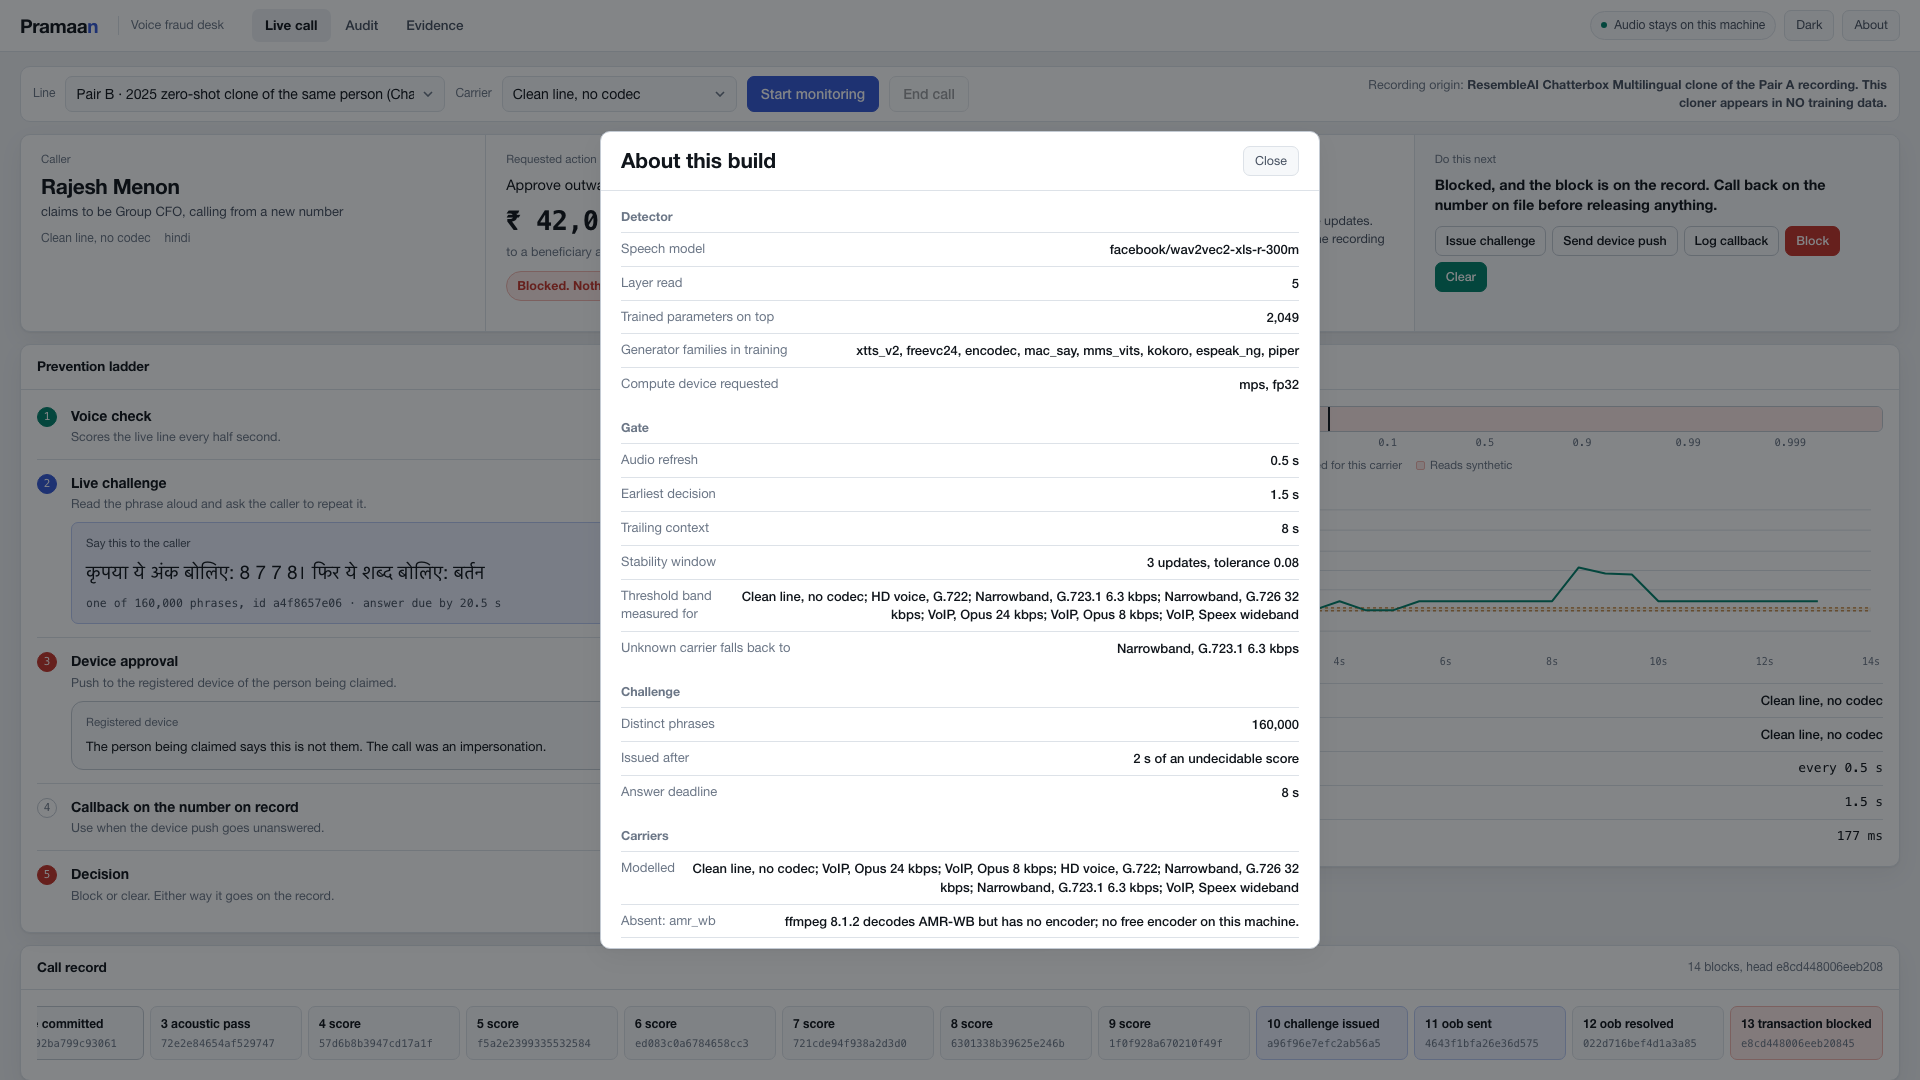 Pramaan
Voice fraud desk
Live call
Audit
Evidence
Audio stays on this machine
Dark
About
Line
Pair B · 2025 zero-shot clone of the same person (Cha
Carrier
Clean line, no codec
Start monitoring
End call
Recording origin: ResembleAI Chatterbox Multilingual clone of the Pair A recording. This
cloner appears in NO training data.
Caller
Rajesh Menon
claims to be Group CFO, calling from a new number
Clean line, no codec hindi
Requested action
Approve outwa
₹ 42,0
to a beneficiary a
Blocked. Noth
updates.
e recording
Do this next
Blocked, and the block is on the record. Call back on the
number on file before releasing anything.
Issue challenge
Send device push
Log callback
Block
Clear
About this build
Close
Detector
Speech model facebook/wav2vec2-xls-r-300m
Layer read 5
Trained parameters on top 2,049
Generator families in training xtts_v2, freevc24, encodec, mac_say, mms_vits, kokoro, espeak_ng, piper
Compute device requested mps, fp32
Gate
Audio refresh 0.5 s
Earliest decision 1.5 s
Trailing context 8 s
Stability window 3 updates, tolerance 0.08
Threshold band
measured for
Clean line, no codec; HD voice, G.722; Narrowband, G.723.1 6.3 kbps; Narrowband, G.726 32
kbps; VoIP, Opus 24 kbps; VoIP, Opus 8 kbps; VoIP, Speex wideband
Unknown carrier falls back to Narrowband, G.723.1 6.3 kbps
Challenge
Distinct phrases 160,000
Issued after 2 s of an undecidable score
Answer deadline 8 s
Carriers
Modelled Clean line, no codec; VoIP, Opus 24 kbps; VoIP, Opus 8 kbps; HD voice, G.722; Narrowband, G.726 32
kbps; Narrowband, G.723.1 6.3 kbps; VoIP, Speex wideband
Absent: amr_wb ffmpeg 8.1.2 decodes AMR-WB but has no encoder; no free encoder on this machine.
Prevention ladder
1 Voice check
Scores the live line every half second.
2 Live challenge
Read the phrase aloud and ask the caller to repeat it.
Say this to the caller
कृपया ये अंक बोलिए: 8 7 7 8। फिर ये शब्द बोलिए: बर्तन
one of 160,000 phrases, id a4f8657e06 · answer due by 20.5 s
3 Device approval
Push to the registered device of the person being claimed.
Registered device
The person being claimed says this is not them. The call was an impersonation.
4 Callback on the number on record
Use when the device push goes unanswered.
5 Decision
Block or clear. Either way it goes on the record.
0.1 0.5 0.9 0.99 0.999
d for this carrier Reads synthetic
4s 6s 8s 10s 12s 14s
Clean line, no codec
Clean line, no codec
every 0.5 s
1.5 s
177 ms
Call record
14 blocks, head e8cd448006eeb208
committed
92ba799c93061
3 acoustic pass
72e2e84654af529747
4 score
57d6b8b3947cd17a1f
5 score
f5a2e2399335532584
6 score
ed083c0a6784658cc3
7 score
721cde94f938a2d3d0
8 score
6301338b39625e246b
9 score
1f0f928a670210f49f
10 challenge issued
a96f96e7efc2ab56a5
11 oob sent
4643f1bfa26e36d575
12 oob resolved
022d716bef4d1a3a85
13 transaction blocked
e8cd448006eeb20845